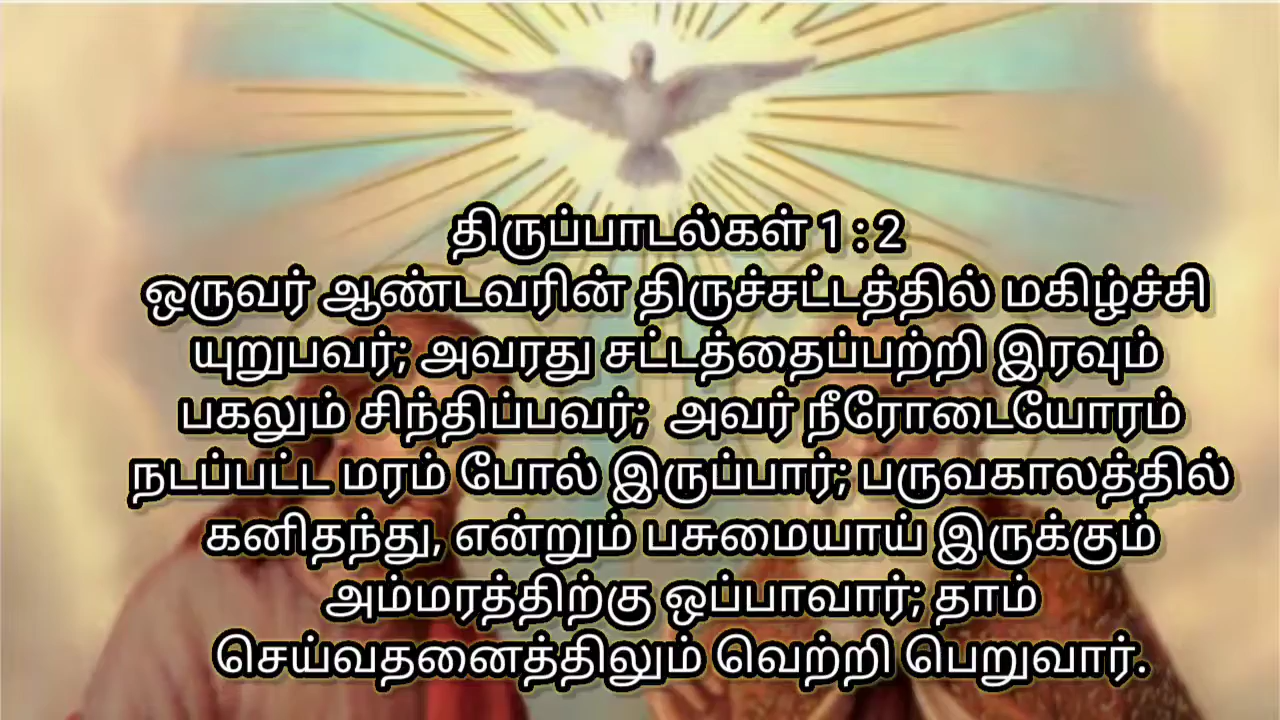 திருப்பாடல்கள் 1 : 2
ஒருவர் ஆண்டவரின் திருச்சட்டத்தில் மகிழ்ச்சி
யுறுபவர்; அவரது சட்டத்தைப்பற்றி இரவும்
பகலும் சிந்திப்பவர்; அவர் நீரோடையோரம்
நடப்பட்ட மரம் போல் இருப்பார்; பருவகாலத்தில்
கனிதந்து, என்றும் பசுமையாய் இருக்கும்
அம்மரத்திற்கு ஒப்பாவார்; தாம்
செய்வதனைத்திலும் வெற்றி பெறுவார்.